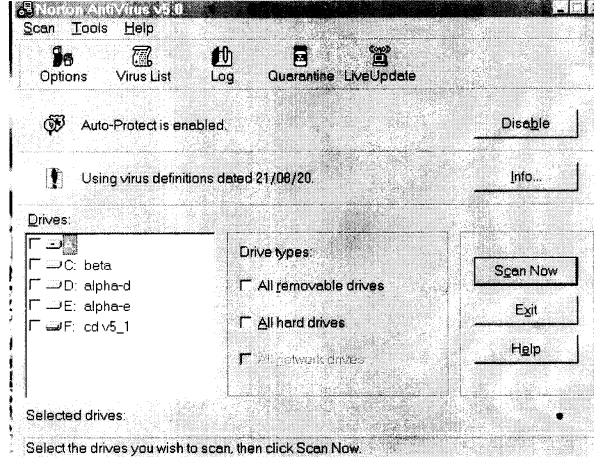 Norton AntiVirus v5.0
Scan Tools Help
Options Virus List Log Quarantine LiveUpdate
Auto-Protect is enabled.
Disable
Using virus definitions dated 21/06/20.
Info...
Drives:
C: beta
D: alpha-d
E: alpha-e
F: cd v5_1
Drive types:
All removable drives
All hard drives
All network drives
Scan Now
Exit
Help
Selected drives:
Select the drives you wish to scan, then click Scan Now.